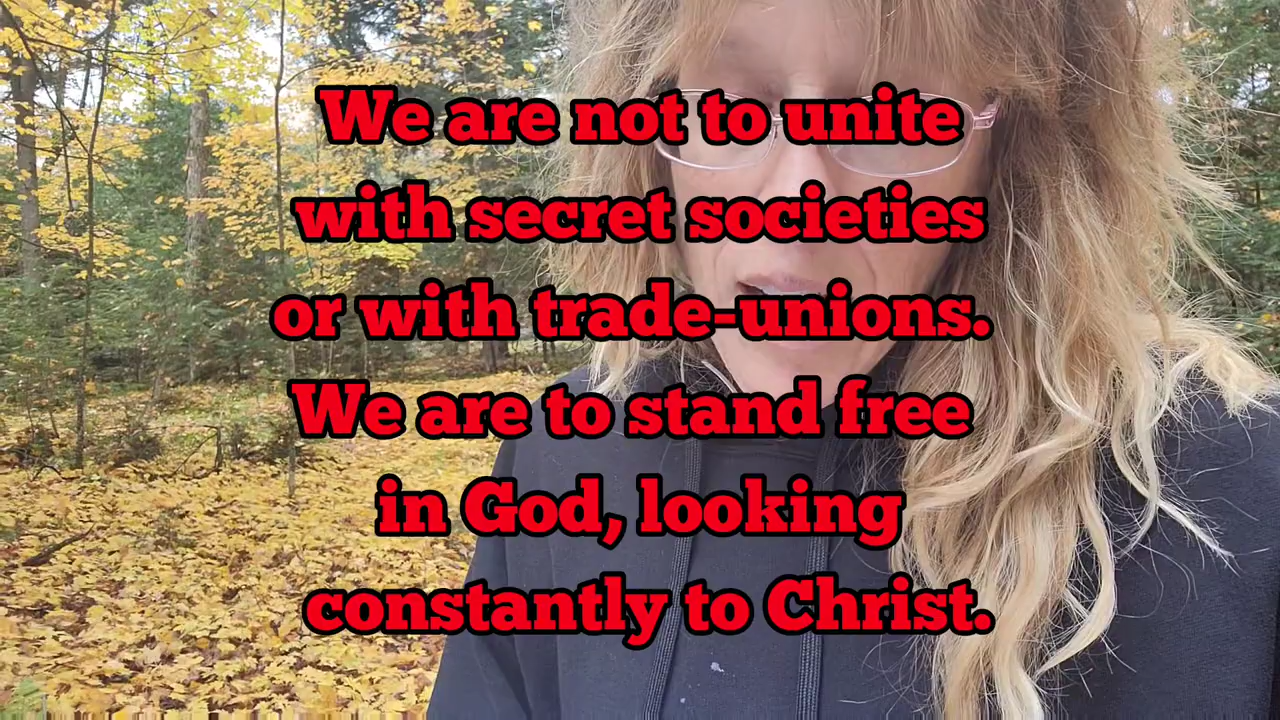 We are not to unite
with secret societies
or with trade-unions.
We are to stand free
in God, looking
constantly to Christ.